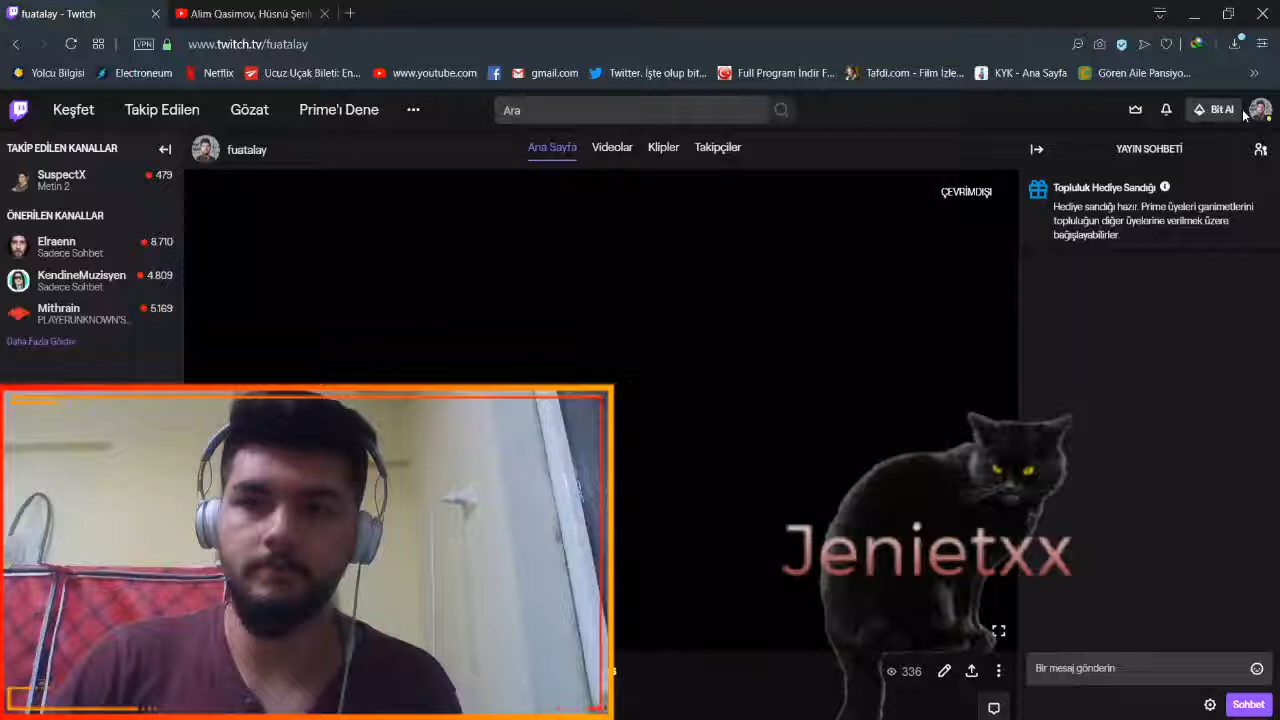 fuatalay - Twitch
Alim Qasimov, Hüsnü Şenl
VPN
www.twitch.tv/fuatalay
Yolcu Bilgisi
Electroneum
Netflix
Ucuz Uçak Bileti: En...
www.youtube.com
gmail.com
Twitter. İşte olup bit...
Full Program İndir F...
Tafdi.com - Film İzle...
KYK - Ana Sayfa
Gören Aile Pansiyo...
Keşfet
Takip Edilen
Gözat
Prime'ı Dene
Ara
Bit Al
TAKİP EDİLEN KANALLAR
fuatalay
Ana Sayfa
Videolar
Klipler
Takipçiler
YAYIN SOHBETİ
SuspectX
479
Metin 2
ÇEVRİMDIŞI
Topluluk Hediye Sandığı
Hediye sandığı hazır. Prime üyeleri ganimetlerini
topluluğun diğer üyelerine verilmek üzere
bağışlayabilirler.
ÖNERİLEN KANALLAR
Elraenn
8.710
Sadece Sohbet
KendineMuzisyen
4.809
Sadece Sohbet
Mithrain
5.169
PLAYERUNKNOWN'S...
Daha Fazla Göster
Jenietxx
336
Bir mesaj gönderin
Sohbet